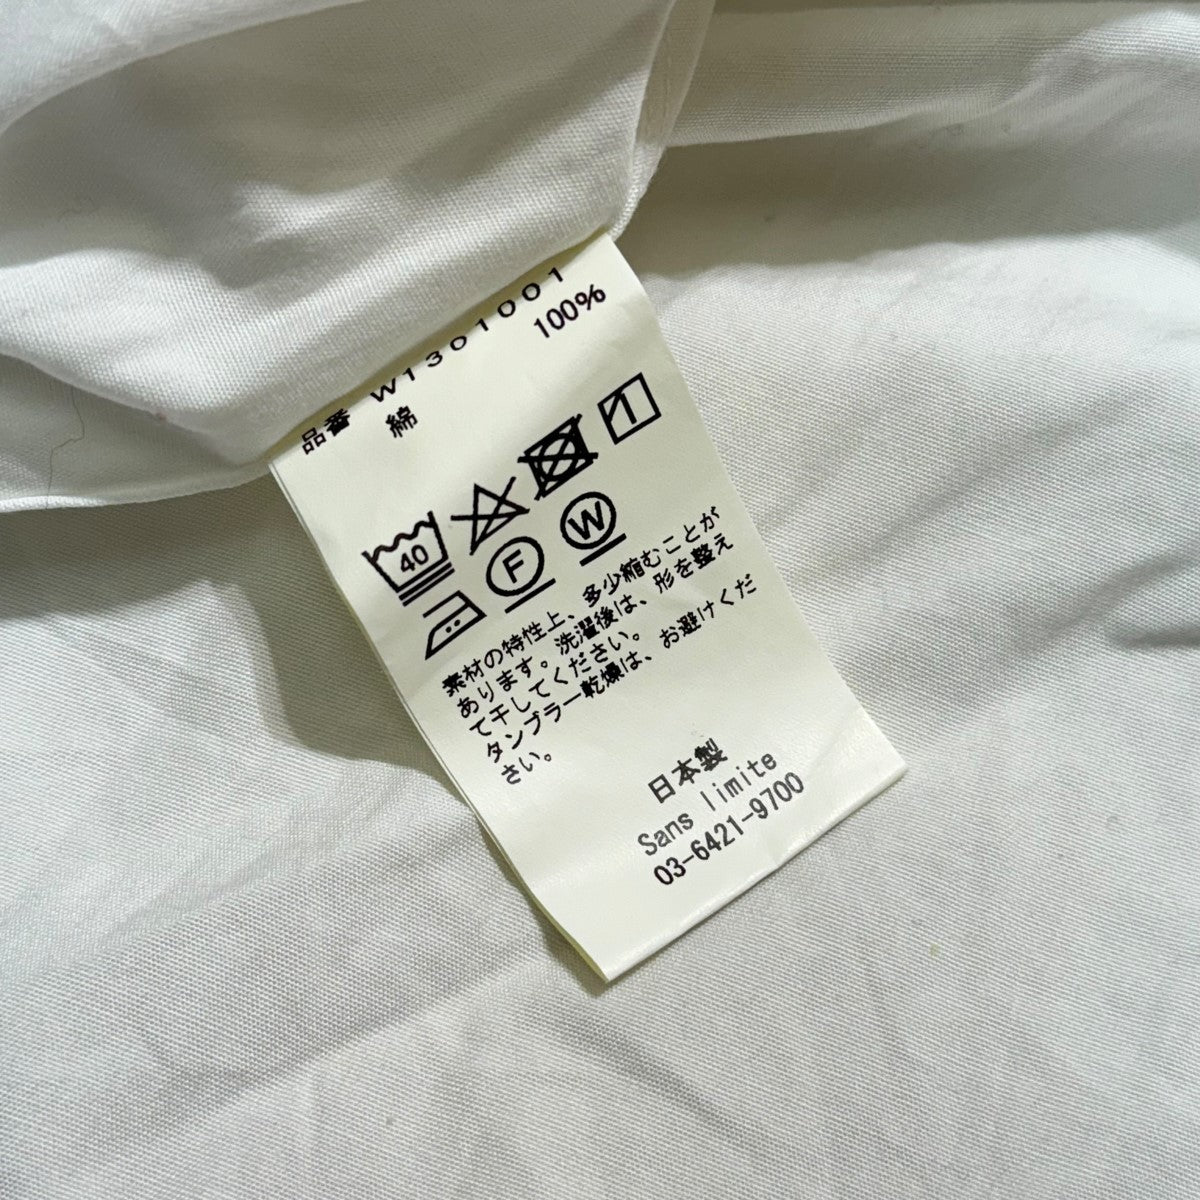 品番 W1301001
綿 100%
40
F W
素材の特性上、多少縮むことが
あります。洗濯後は、形を整え
て干してください。
タンブラー乾燥は、お避けくだ
さい。
日本製
Sans limite
03-6421-9700